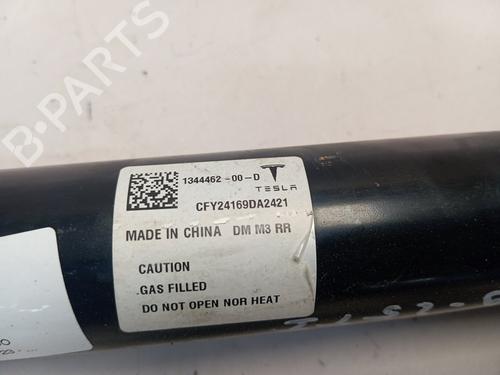 B-PARTS
1344462-00-D
TESLA
CFY24169DA2421
MADE IN CHINA DM M3 RR
CAUTION
GAS FILLED
DO NOT OPEN NOR HEAT